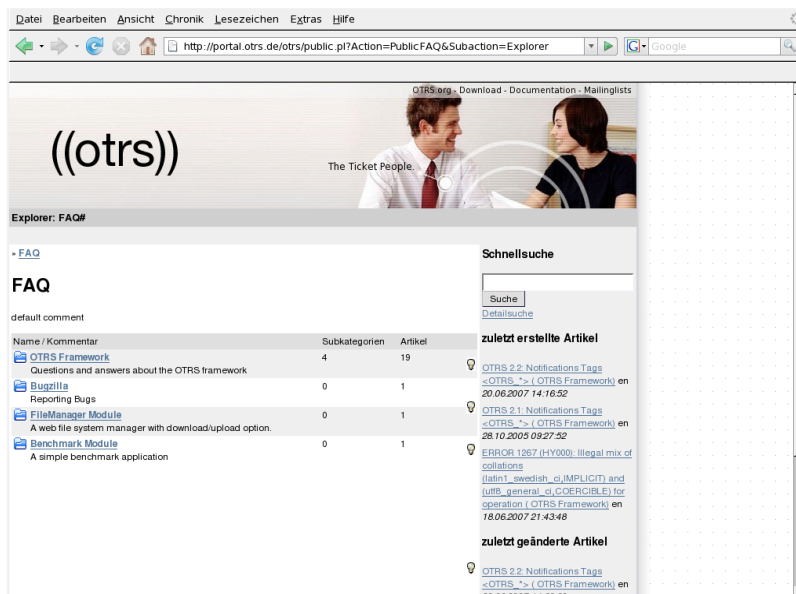 Datei Bearbeiten Ansicht Chronik Lesezeichen Extras Hilfe
http://portal.otrs.de/otrs/public.pl?Action=PublicFAQ&Subaction=Explorer
G Google
OTRS.org - Download - Documentation - Mailinglists
((otrs))
The Ticket People.
Explorer: FAQ#
» FAQ
FAQ
default comment
Name / Kommentar Subkategorien Artikel
OTRS Framework 4 19
Questions and answers about the OTRS framework
Bugzilla 0 1
Reporting Bugs
FileManager Module 0 1
A web file system manager with download/upload option.
Benchmark Module 0 1
A simple benchmark application
Schnellsuche
Suche
Detailsuche
zuletzt erstellte Artikel
OTRS 2.2: Notifications Tags
<OTRS_*> ( OTRS Framework) en
20.06.2007 14:16:52
OTRS 2.1: Notifications Tags
<OTRS_*> ( OTRS Framework) en
28.10.2005 09:27:52
ERROR 1267 (HY000): Illegal mix of
collations
(latin1_swedish_ci,IMPLICIT) and
(utf8_general_ci,COERCIBLE) for
operation ( OTRS Framework) en
18.06.2007 21:43:48
zuletzt geänderte Artikel
OTRS 2.2: Notifications Tags
<OTRS_*> ( OTRS Framework) en